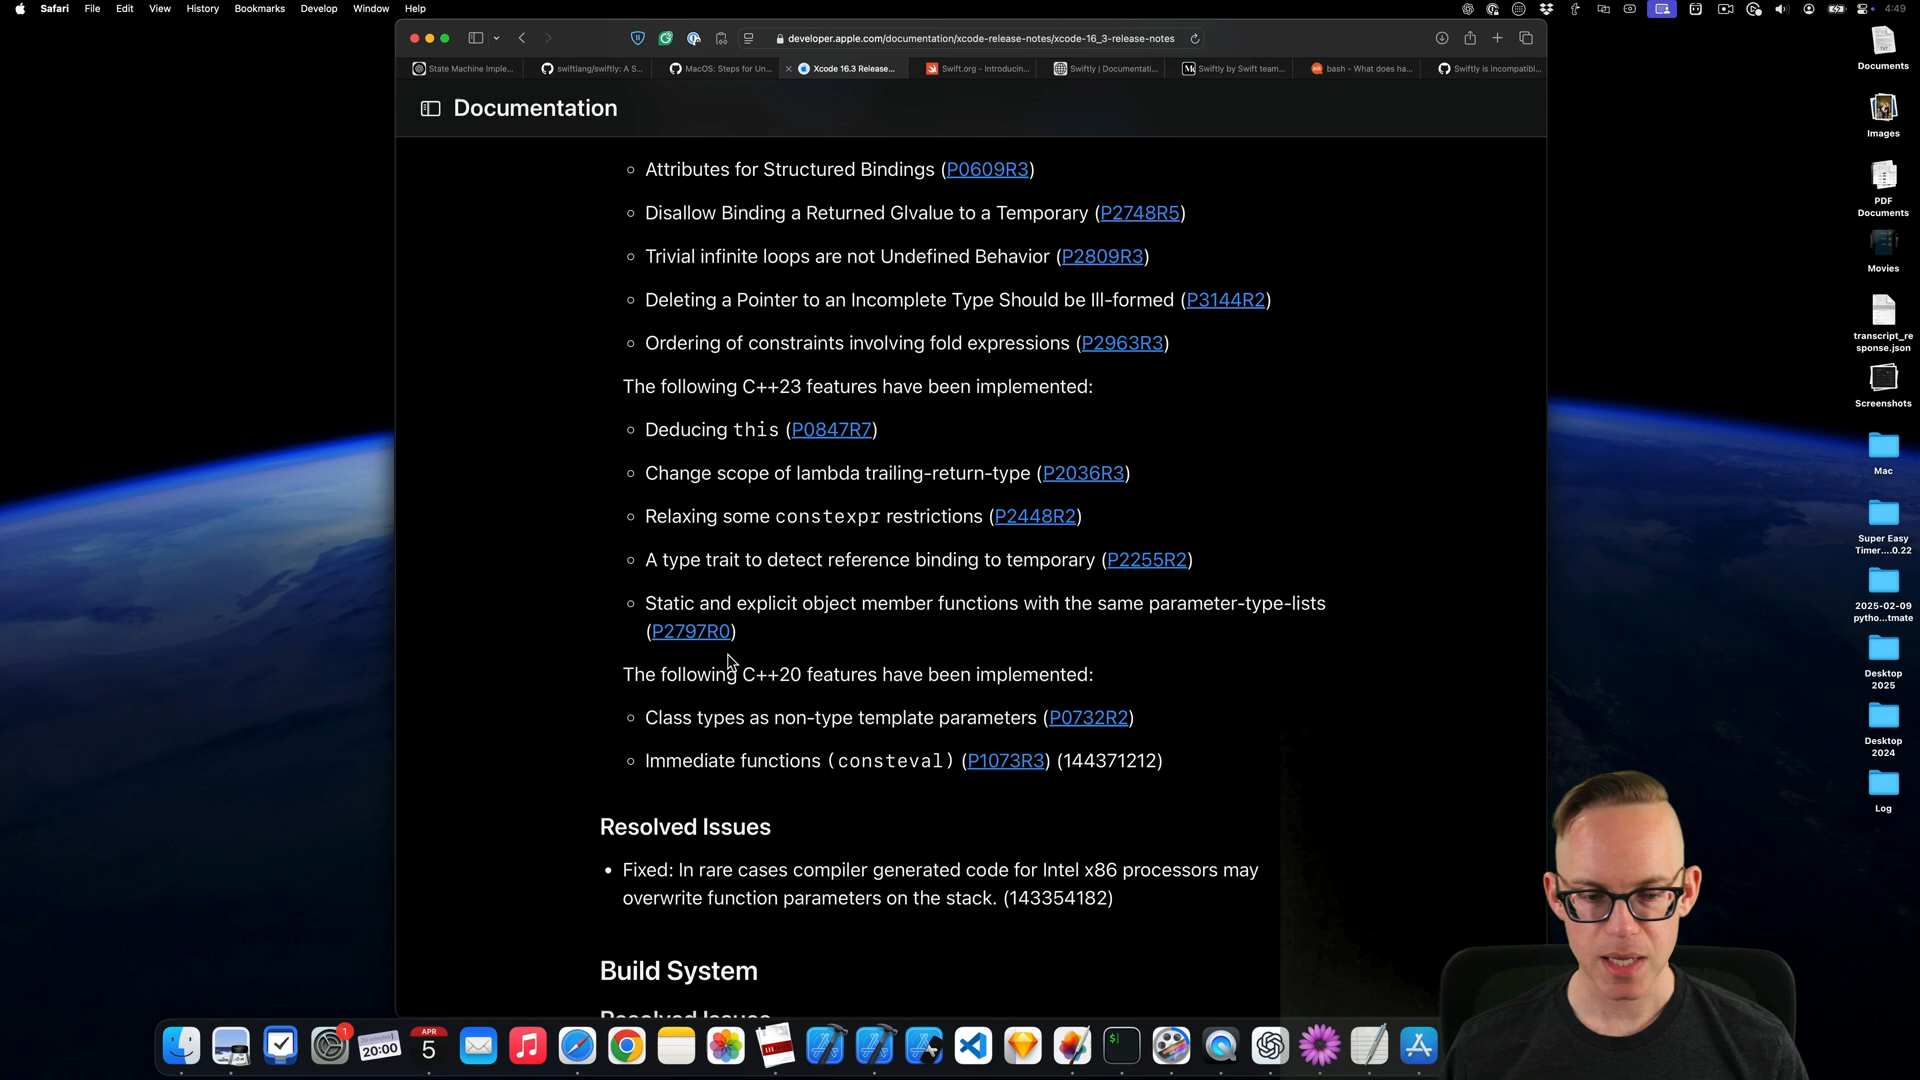 Safari File Edit View History Bookmarks Develop Window Help
4:49
developer.apple.com/documentation/xcode-release-notes/xcode-16_3-release-notes
State Machine Imple...
swiftlang/swiftly: A S...
MacOS: Steps for Un...
Xcode 16.3 Release...
Swift.org - Introducin...
Swiftly | Documentati...
Swiftly by Swift team...
bash - What does ha...
Swiftly is incompatibl...
Documentation
Attributes for Structured Bindings (P0609R3)
Disallow Binding a Returned Glvalue to a Temporary (P2748R5)
Trivial infinite loops are not Undefined Behavior (P2809R3)
Deleting a Pointer to an Incomplete Type Should be Ill-formed (P3144R2)
Ordering of constraints involving fold expressions (P2963R3)
The following C++23 features have been implemented:
Deducing this (P0847R7)
Change scope of lambda trailing-return-type (P2036R3)
Relaxing some constexpr restrictions (P2448R2)
A type trait to detect reference binding to temporary (P2255R2)
Static and explicit object member functions with the same parameter-type-lists
(P2797R0)
The following C++20 features have been implemented:
Class types as non-type template parameters (P0732R2)
Immediate functions (consteval) (P1073R3) (144371212)
Resolved Issues
Fixed: In rare cases compiler generated code for Intel x86 processors may
overwrite function parameters on the stack. (143354182)
Build System
Resolved Issues
Documents
Images
PDF
Documents
Movies
transcript_re
sponse.json
Screenshots
Mac
Super Easy
Timer....0.22
2025-02-09
pytho...tmate
Desktop
2025
Desktop
2024
Log
1
20:00
APR
5